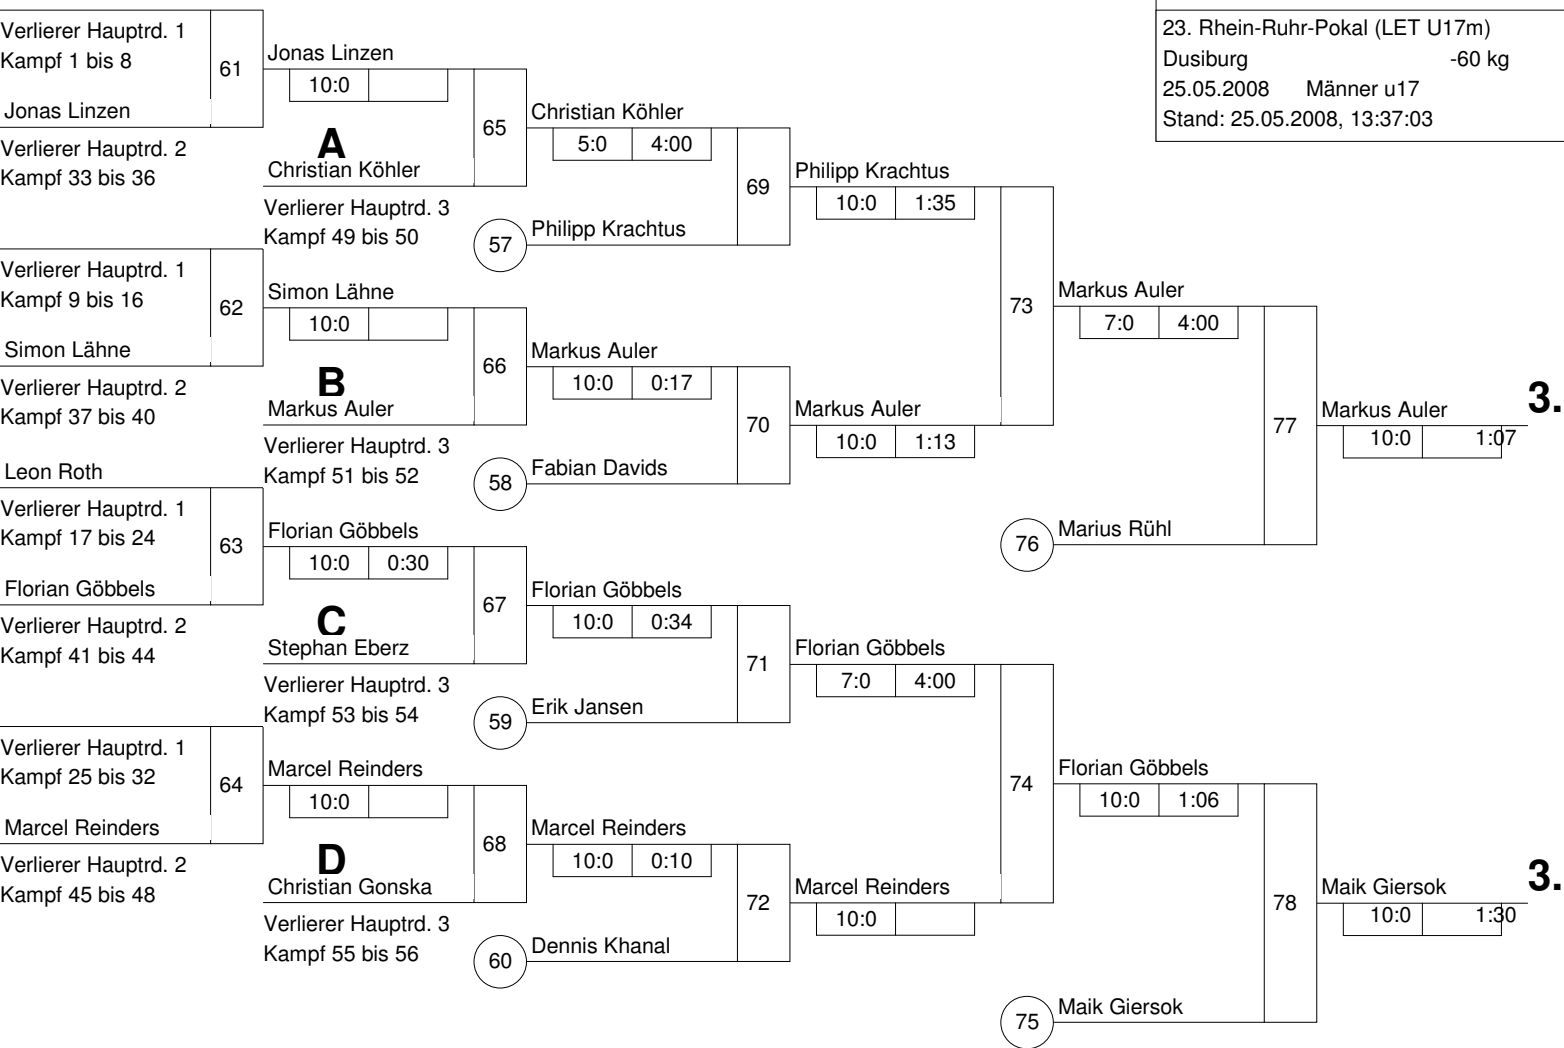 23. Rhein-Ruhr-Pokal (LET U17m)
Dusiburg -60 kg
25.05.2008 Männer u17
Stand: 25.05.2008, 13:37:03
Verlierer Hauptrd. 1
Kampf 1 bis 8
61
Jonas Linzen
Verlierer Hauptrd. 2
Kampf 33 bis 36
Jonas Linzen
10:0
A
65
Christian Köhler
Verlierer Hauptrd. 3
Kampf 49 bis 50
Christian Köhler
5:0 4:00
69
57
Philipp Krachtus
Philipp Krachtus
10:0 1:35
Verlierer Hauptrd. 1
Kampf 9 bis 16
62
Simon Lähne
Verlierer Hauptrd. 2
Kampf 37 bis 40
Simon Lähne
10:0
B
66
Markus Auler
Verlierer Hauptrd. 3
Kampf 51 bis 52
Markus Auler
10:0 0:17
70
58
Fabian Davids
Markus Auler
10:0 1:13
73
Markus Auler
7:0 4:00
77
76
Marius Rühl
Markus Auler
10:0 1:07
3.
Leon Roth
Verlierer Hauptrd. 1
Kampf 17 bis 24
63
Florian Göbbels
Verlierer Hauptrd. 2
Kampf 41 bis 44
Florian Göbbels
10:0 0:30
C
67
Stephan Eberz
Verlierer Hauptrd. 3
Kampf 53 bis 54
Florian Göbbels
10:0 0:34
71
59
Erik Jansen
Florian Göbbels
7:0 4:00
Verlierer Hauptrd. 1
Kampf 25 bis 32
64
Marcel Reinders
Verlierer Hauptrd. 2
Kampf 45 bis 48
Marcel Reinders
10:0
D
68
Christian Gonska
Verlierer Hauptrd. 3
Kampf 55 bis 56
Marcel Reinders
10:0 0:10
72
60
Dennis Khanal
Marcel Reinders
10:0
74
Florian Göbbels
10:0 1:06
78
75
Maik Giersok
Maik Giersok
10:0 1:30
3.